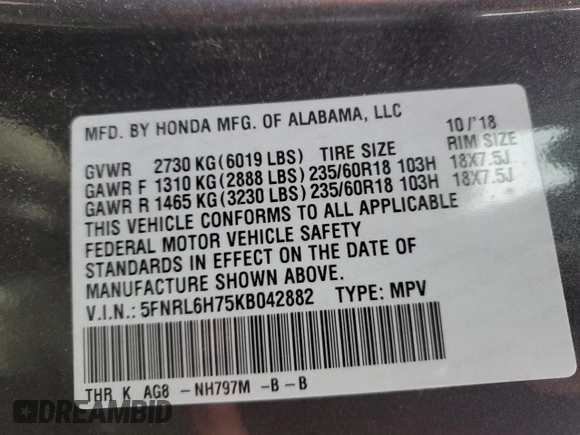 MFD. BY HONDA MFG. OF ALABAMA, LLC 10/'18
GVWR 2730 KG(6019 LBS) TIRE SIZE RIM SIZE
GAWR F 1310 KG(2888 LBS)235/60R18 103H 18X7.5J
GAWR R 1465 KG(3230 LBS)235/60R18 103H 18X7.5J
THIS VEHICLE CONFORMS TO ALL APPLICABLE
FEDERAL MOTOR VEHICLE SAFETY
STANDARDS IN EFFECT ON THE DATE OF
MANUFACTURE SHOWN ABOVE.
V.I.N.: 5FNRL6H75KB042882 TYPE: MPV
THR K AG8 -NH797M -B-B
DREAMBID